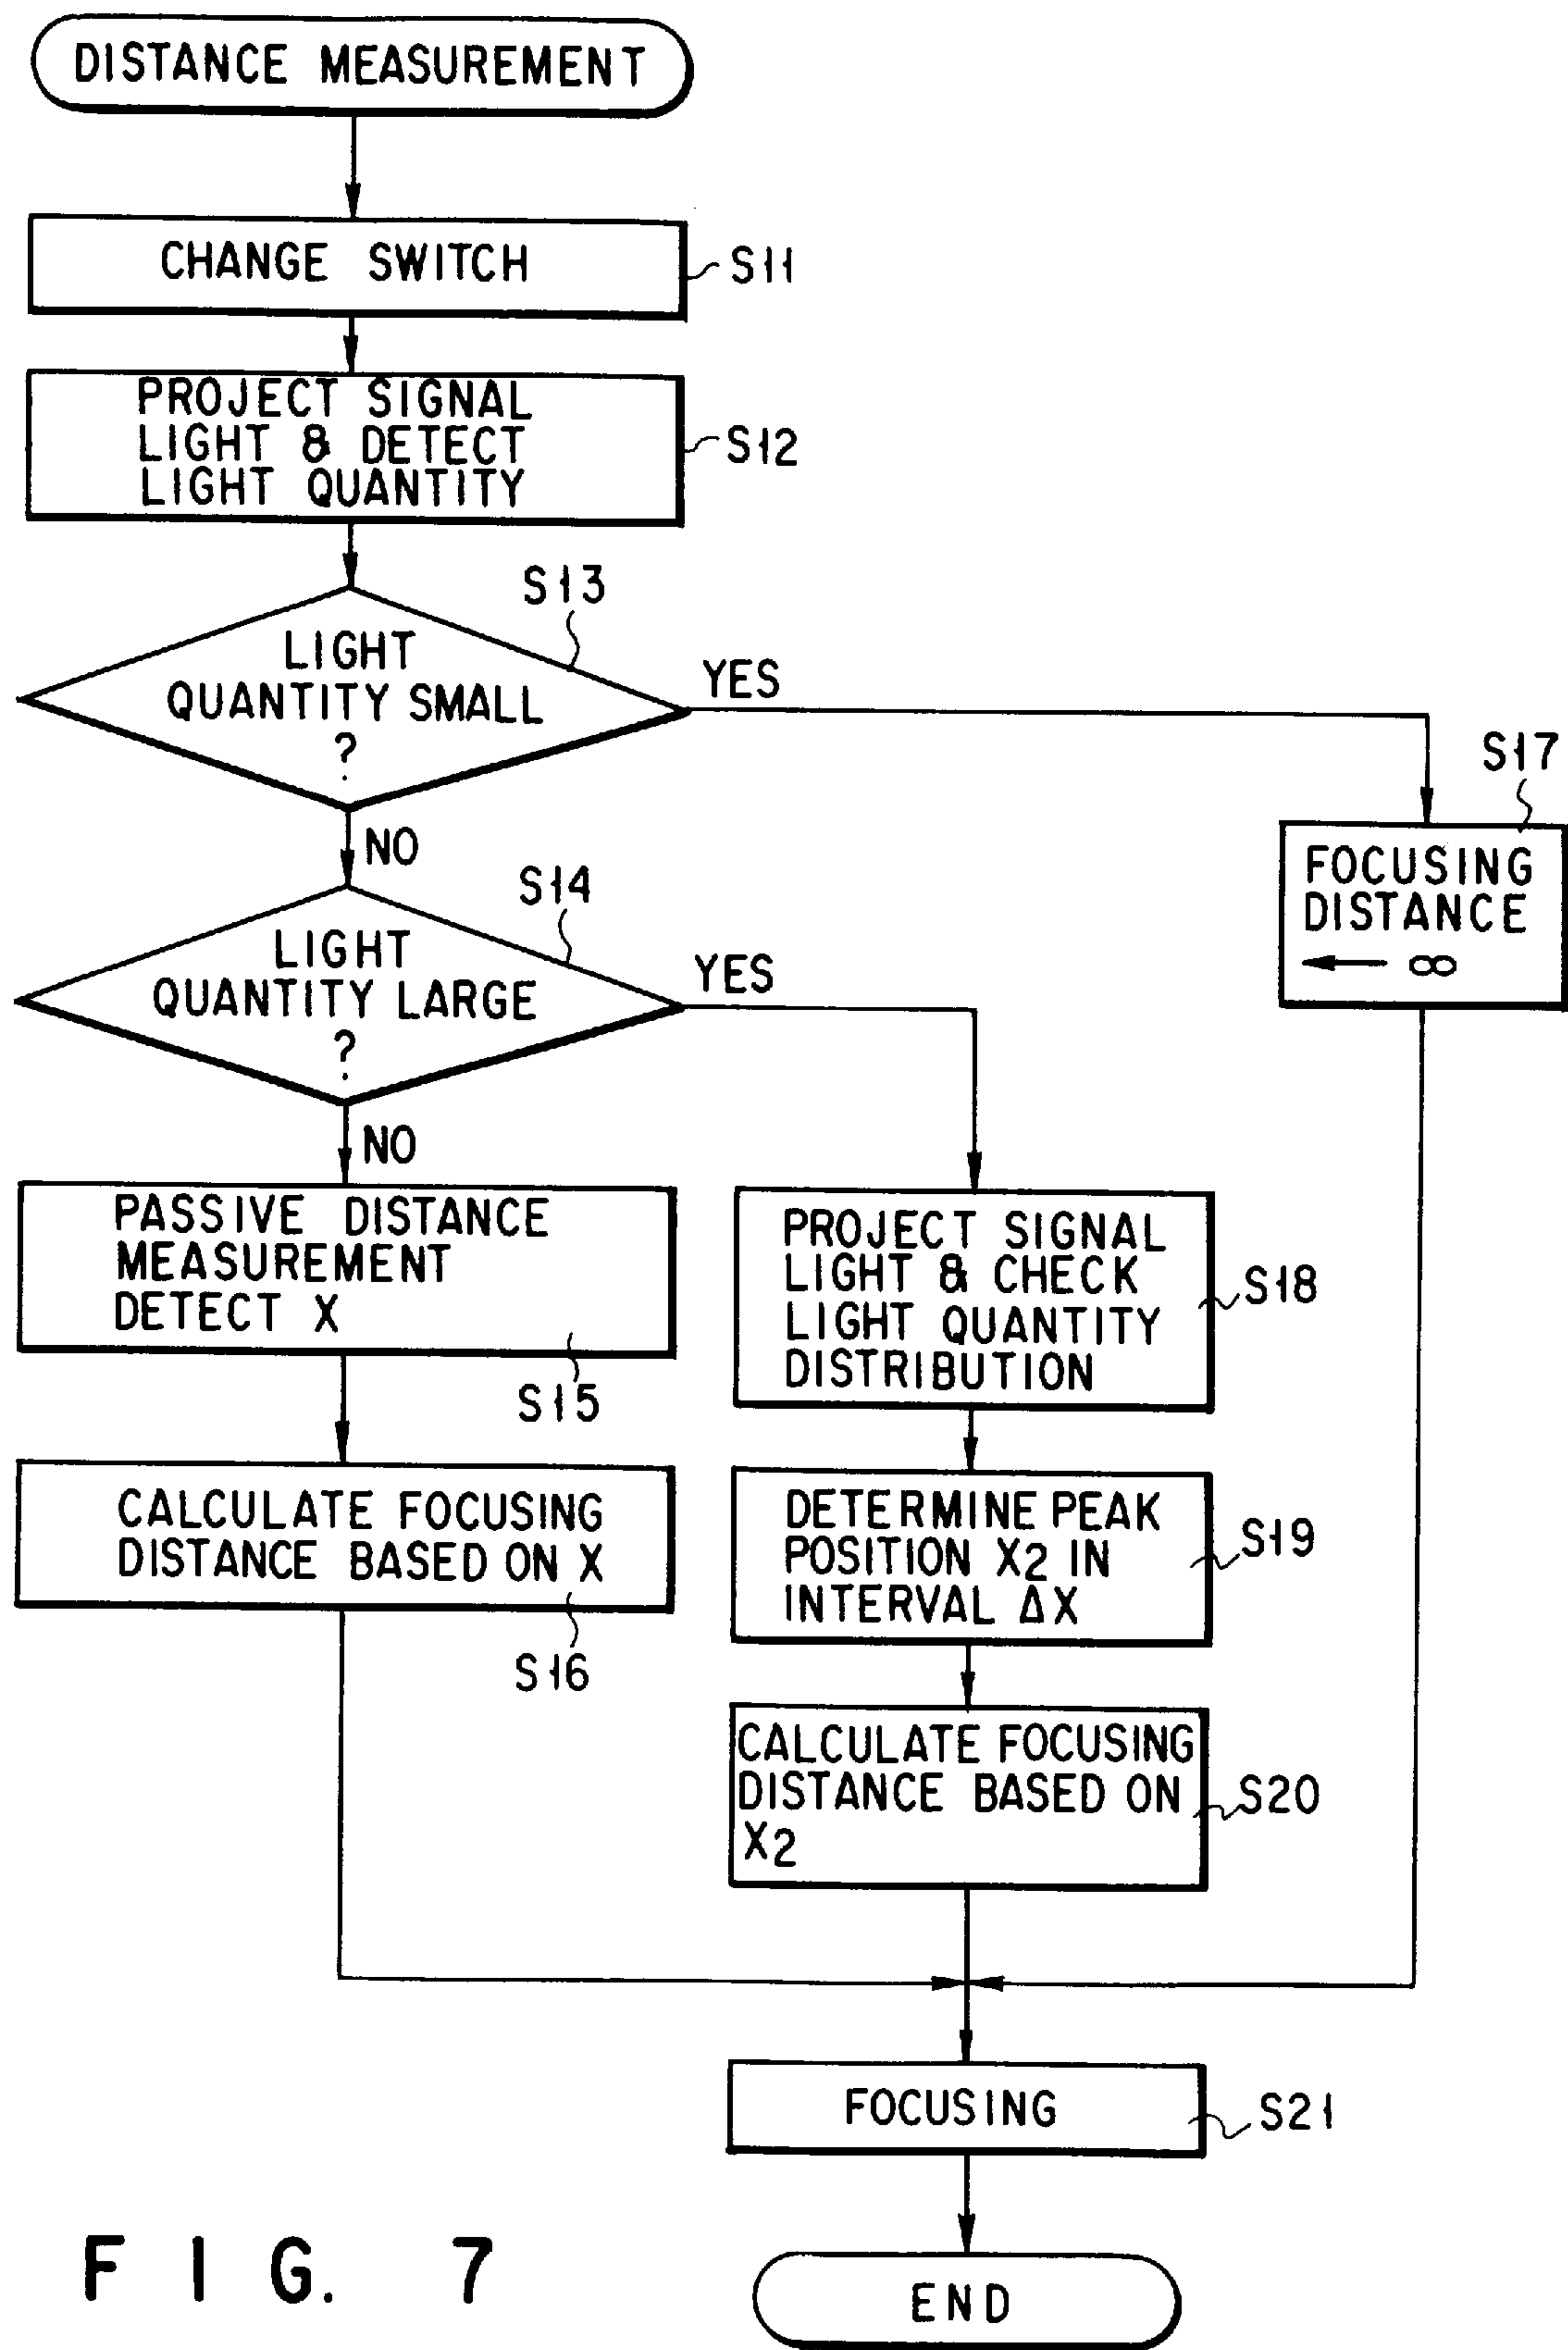 DISTANCE MEASUREMENT
CHANGE SWITCH
S11
PROJECT SIGNAL
LIGHT & DETECT
LIGHT QUANTITY
S12
S13
LIGHT
QUANTITY SMALL
?
YES
NO
S17
FOCUSING
DISTANCE
← ∞
S14
LIGHT
QUANTITY LARGE
?
YES
NO
PASSIVE DISTANCE
MEASUREMENT
DETECT X
S15
CALCULATE FOCUSING
DISTANCE BASED ON X
S16
PROJECT SIGNAL
LIGHT & CHECK
LIGHT QUANTITY
DISTRIBUTION
S18
DETERMINE PEAK
POSITION X2 IN
INTERVAL ΔX
S19
CALCULATE FOCUSING
DISTANCE BASED ON
X2
S20
FOCUSING
S21
END
FIG. 7